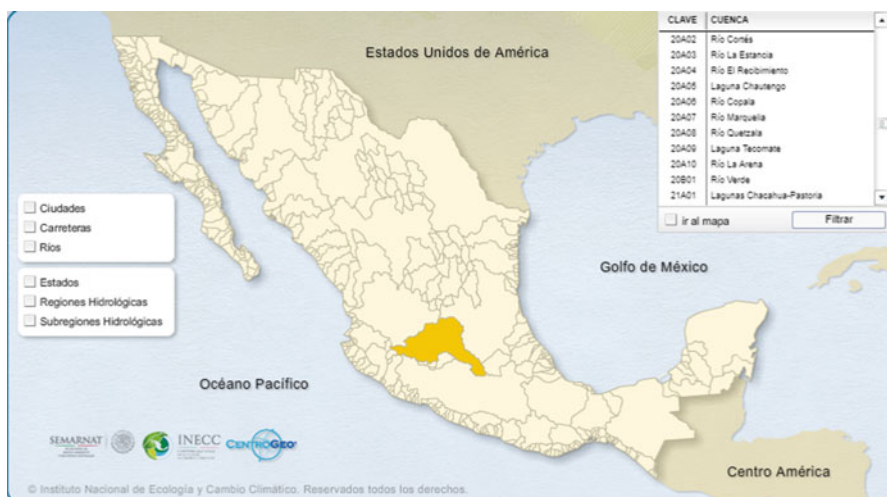 Estados Unidos de América
CLAVE CUENCA
20A02 Río Cortés
20A03 Río La Estancia
20A04 Río El Recibimiento
20A05 Laguna Chautengo
20A06 Río Copala
20A07 Río Marquelia
20A08 Río Quetzala
20A09 Laguna Tecomate
20A10 Río La Arena
20B01 Río Verde
21A01 Lagunas Chacahua-Pastoria
ir al mapa Filtrar
Ciudades
Carreteras
Ríos
Estados
Regiones Hidrológicas
Subregiones Hidrológicas
Golfo de México
Océano Pacífico
SEMARNAT INECC CENTROGEO
Centro América
© Instituto Nacional de Ecología y Cambio Climático. Reservados todos los derechos.